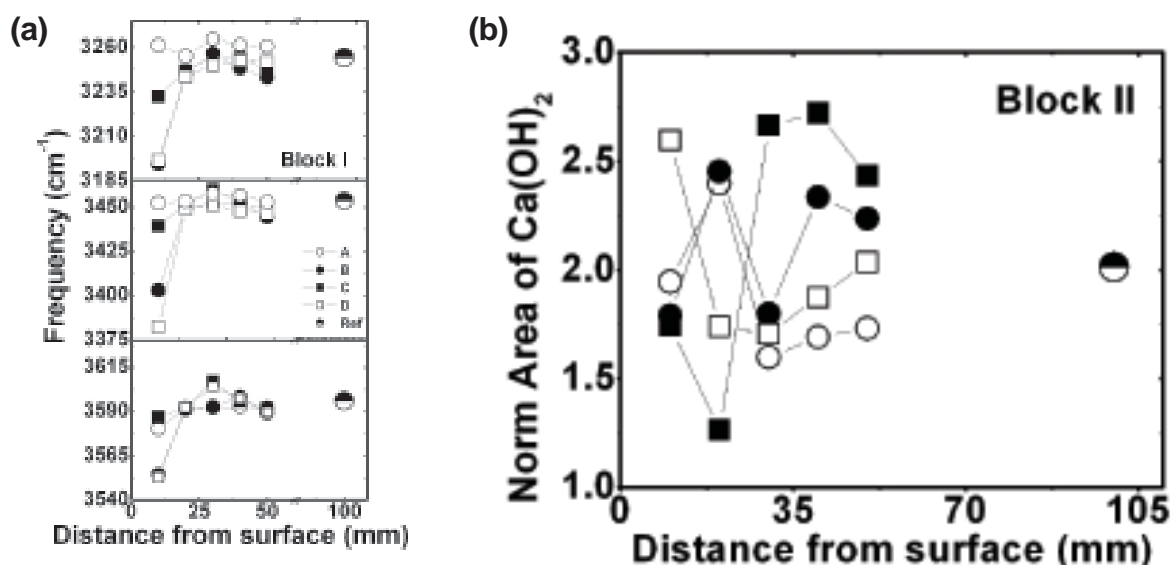 (a)
3260
3235
3210
3185
Block I
3450
3425
3400
3375
A
B
C
D
Ref
3615
3590
3565
3540
Frequency (cm-1)
0 25 50 100
Distance from surface (mm)
(b)
3.0
2.5
2.0
1.5
1.0
Block II
Norm Area of Ca(OH)2
0 35 70 105
Distance from surface (mm)